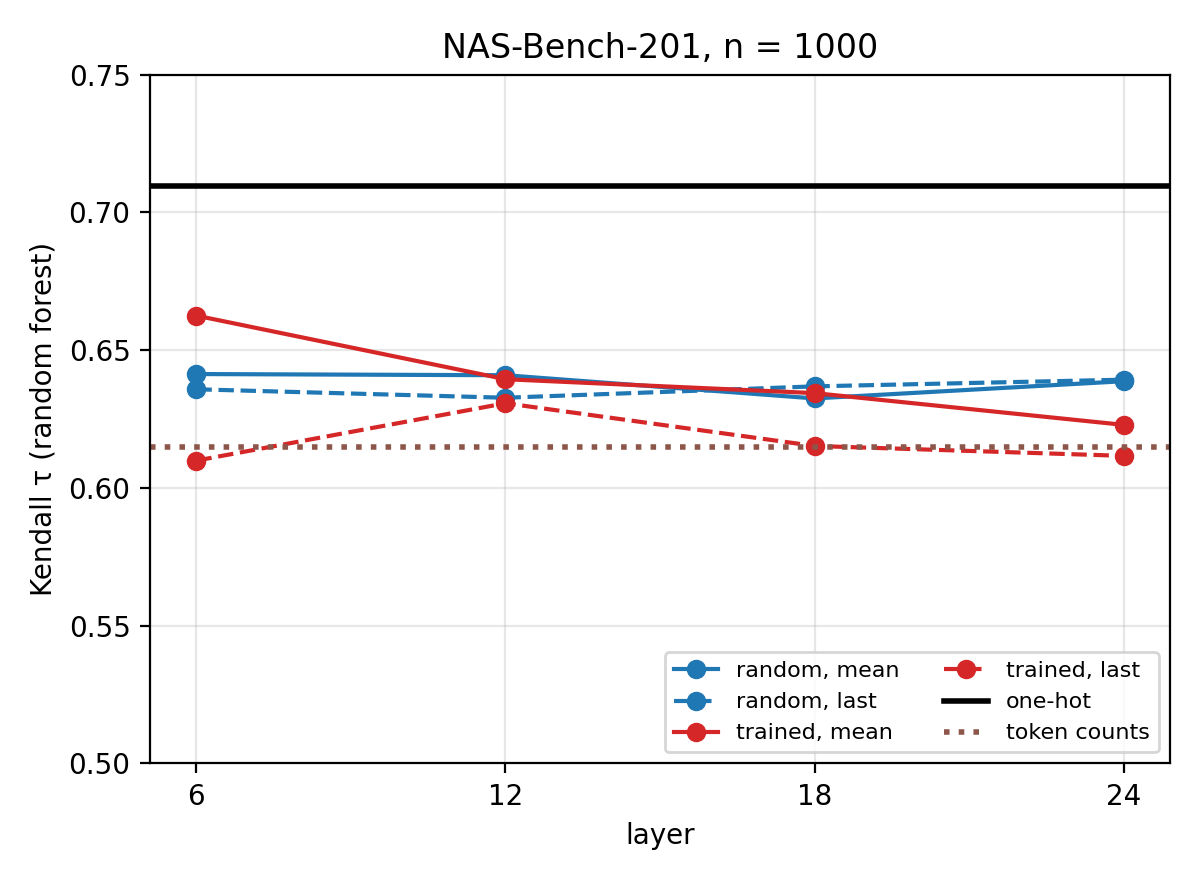 NAS-Bench-201, n = 1000
Kendall τ (random forest)
0.75
0.70
0.65
0.60
0.55
0.50
6 12 18 24
layer
random, mean
random, last
trained, mean
trained, last
one-hot
token counts